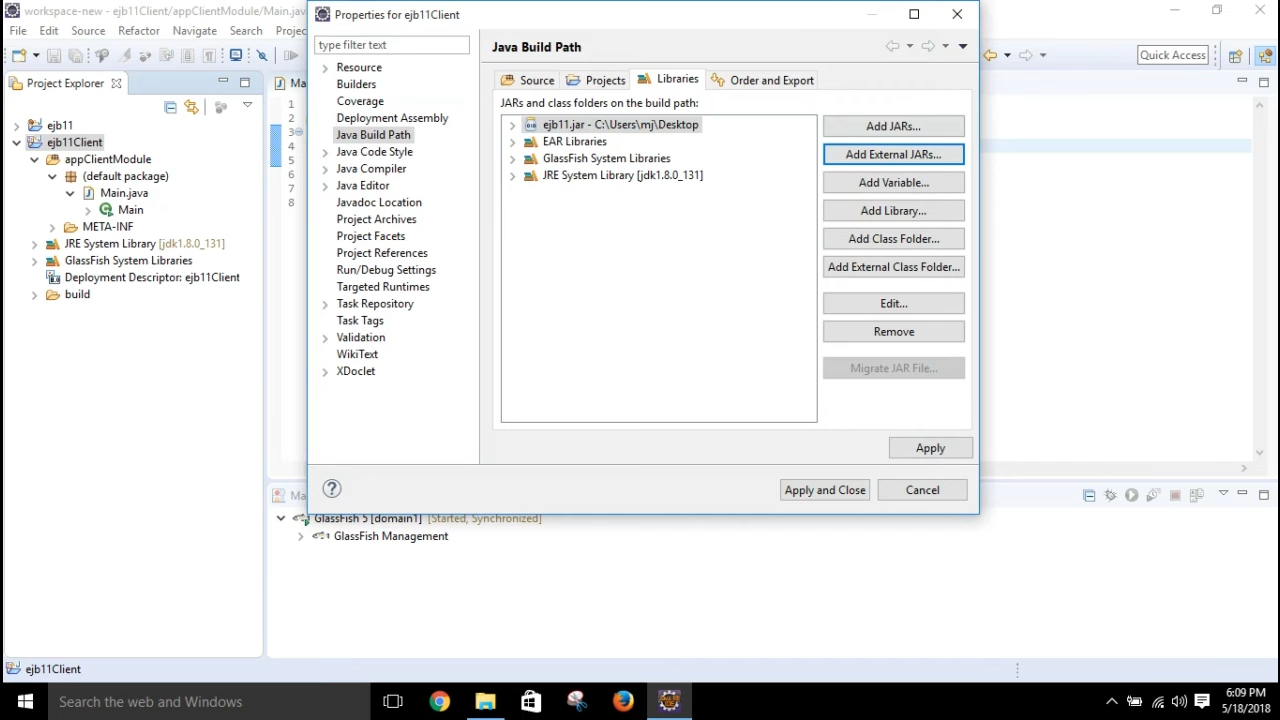 workspace-new - ejb11Client/appClientModule/Main.java
File Edit Source Refactor Navigate Search
Quick Access
Project Explorer
ejb11
ejb11Client
appClientModule
(default package)
Main.java
Main
META-INF
JRE System Library [jdk1.8.0_131]
GlassFish System Libraries
Deployment Descriptor: ejb11Client
build
1
2
3
4
5
6
7
8
Properties for ejb11Client
type filter text
Resource
Builders
Coverage
Deployment Assembly
Java Build Path
Java Code Style
Java Compiler
Java Editor
Javadoc Location
Project Archives
Project Facets
Project References
Run/Debug Settings
Targeted Runtimes
Task Repository
Task Tags
Validation
WikiText
XDoclet
Java Build Path
Source Projects Libraries Order and Export
JARs and class folders on the build path:
ejb11.jar - C:\Users\mj\Desktop
EAR Libraries
GlassFish System Libraries
JRE System Library [jdk1.8.0_131]
Add JARs...
Add External JARs...
Add Variable...
Add Library...
Add Class Folder...
Add External Class Folder...
Edit...
Remove
Migrate JAR File...
Apply
?
Apply and Close Cancel
GlassFish 5 [domain1] [Started, Synchronized]
GlassFish Management
ejb11Client
Search the web and Windows
6:09 PM
5/18/2018